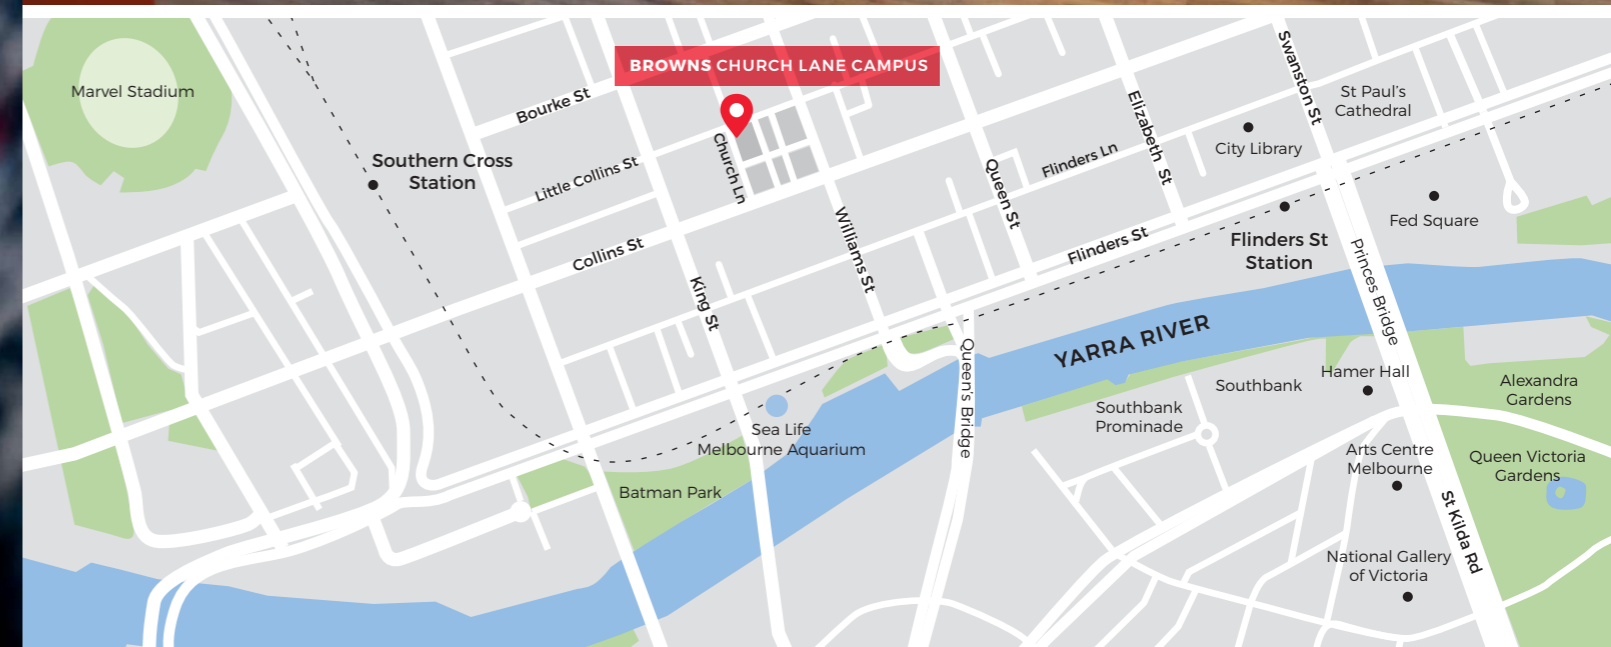 BROWNS CHURCH LANE CAMPUS
Marvel Stadium
Bourke St
Swanston St
St Paul's
Cathedral
Elizabeth St
City Library
Southern Cross
Station
Little Collins St
Church Ln
Flinders Ln
Queen St
Fed Square
Williams St
Collins St
Flinders St
Flinders St
Station
King St
Princes Bridge
YARRA RIVER
Queen's Bridge
Hamer Hall
Southbank
Alexandra
Gardens
Southbank
Prominade
Sea Life
Melbourne Aquarium
Arts Centre
Melbourne
Queen Victoria
Gardens
Batman Park
St Kilda Rd
National Gallery
of Victoria